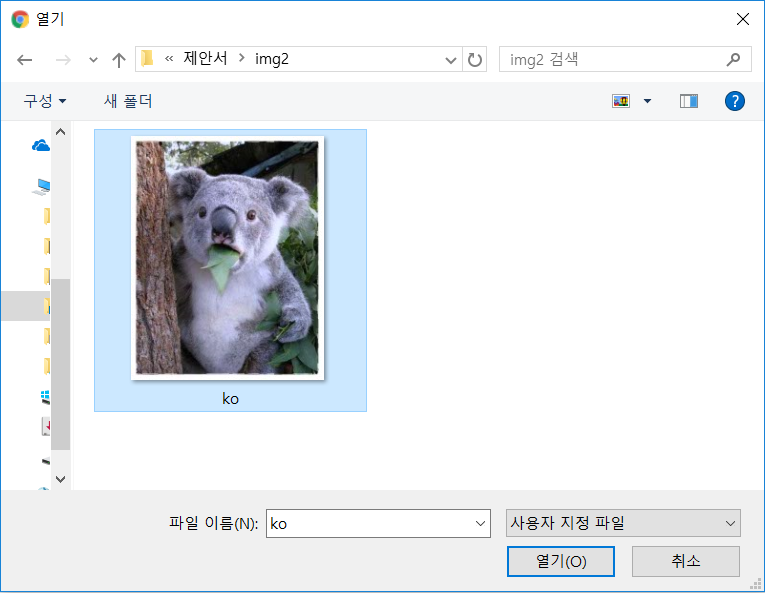 열기
« 제안서 > img2
img2 검색
구성
새 폴더
?
ko
파일 이름(N): ko
사용자 지정 파일
열기(O)
취소